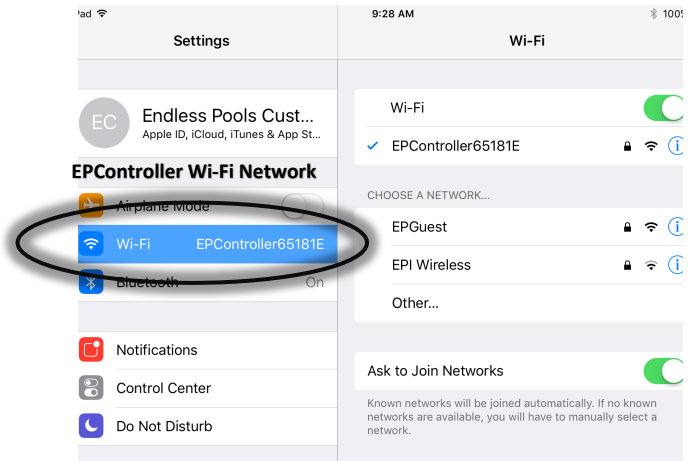 Pad
9:28 AM
100%
Settings
Wi-Fi
EC
Endless Pools Cust...
Apple ID, iCloud, iTunes & App St...
EPController Wi-Fi Network
Airplane Mode
Wi-Fi EPController65181E
Bluetooth On
Notifications
Control Center
Do Not Disturb
Wi-Fi
EPController65181E
CHOOSE A NETWORK...
EPGuest
EPI Wireless
Other...
Ask to Join Networks
Known networks will be joined automatically. If no known
networks are available, you will have to manually select a
network.